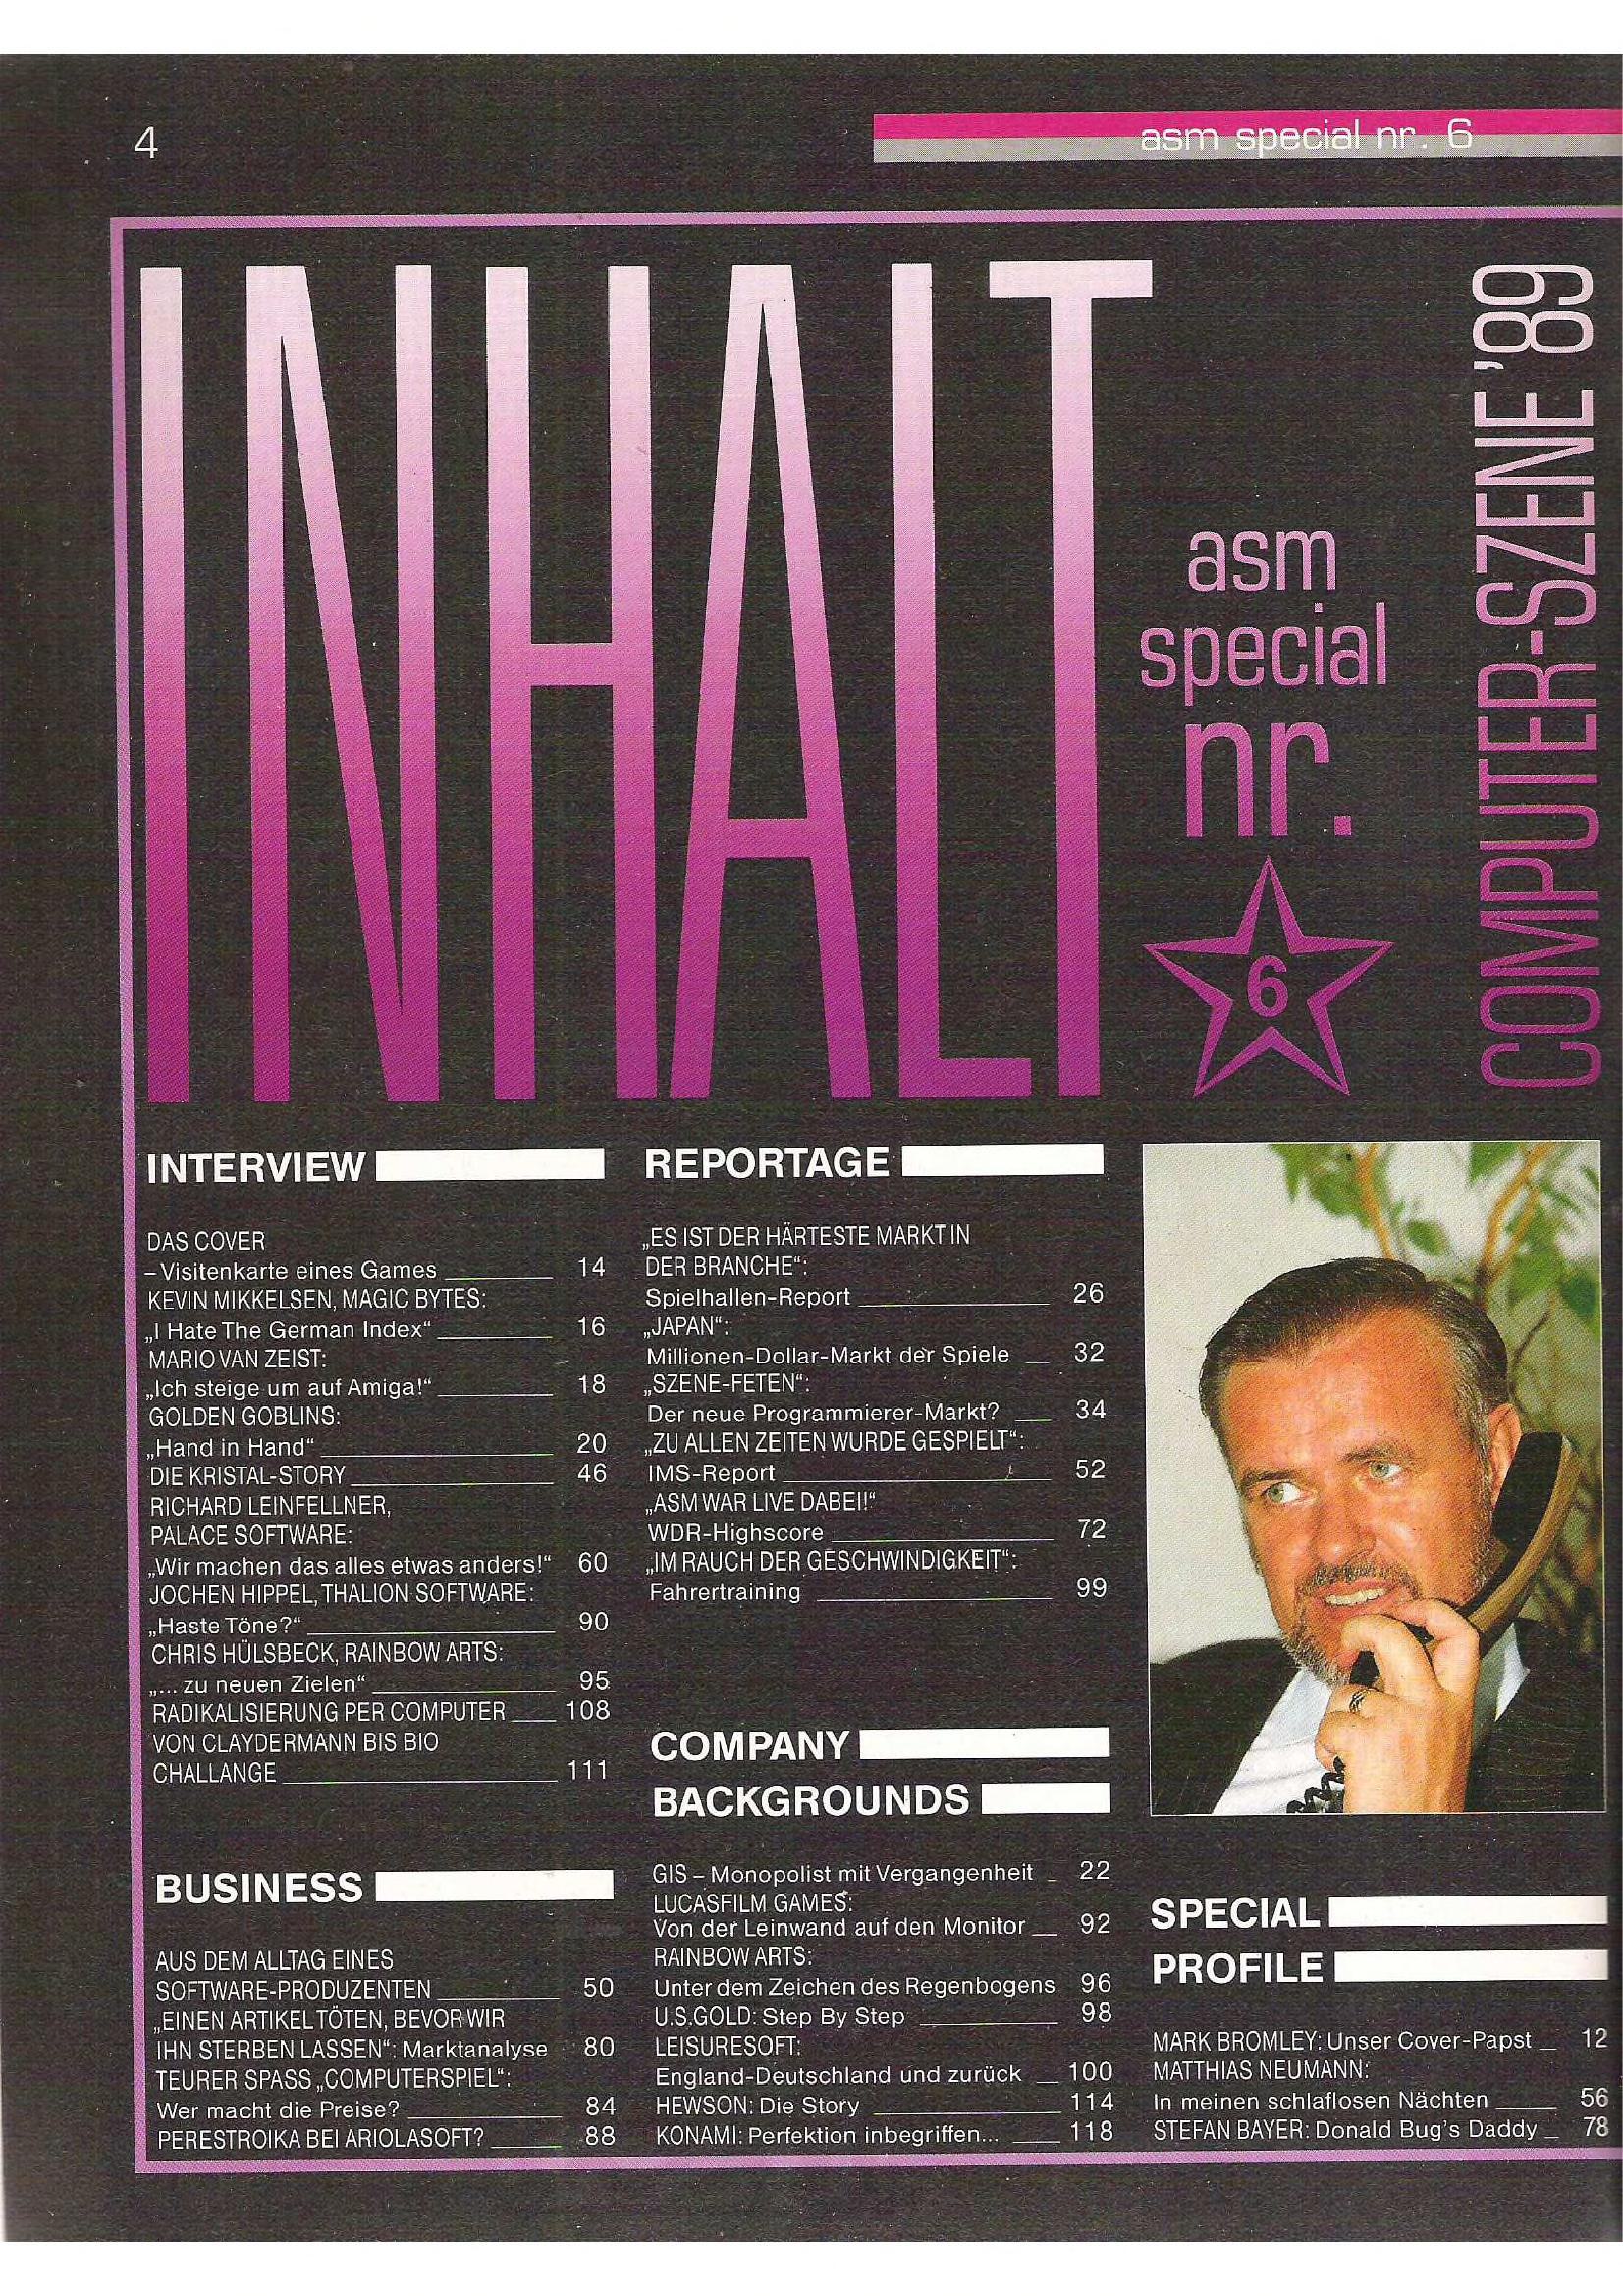 4
asm special nr. 6
INHALT
asm
special
nr.
6
COMPUTER-SZENE '89
INTERVIEW
DAS COVER
– Visitenkarte eines Games 14
KEVIN MIKKELSEN, MAGIC BYTES:
„I Hate The German Index“ 16
MARIO VAN ZEIST:
„Ich steige um auf Amiga!“ 18
GOLDEN GOBLINS:
„Hand in Hand“ 20
DIE KRISTAL-STORY 46
RICHARD LEINFELLNER,
PALACE SOFTWARE:
„Wir machen das alles etwas anders!“ 60
JOCHEN HIPPEL, THALION SOFTWARE:
„Haste Töne?“ 90
CHRIS HÜLSBECK, RAINBOW ARTS:
„... zu neuen Zielen“ 95
RADIKALISIERUNG PER COMPUTER 108
VON CLAYDERMANN BIS BIO
CHALLANGE 111
BUSINESS
AUS DEM ALLTAG EINES
SOFTWARE-PRODUZENTEN 50
„EINEN ARTIKEL TÖTEN, BEVOR WIR
IHN STERBEN LASSEN“: Marktanalyse 80
TEURER SPASS „COMPUTERSPIEL“:
Wer macht die Preise? 84
PERESTROIKA BEI ARIOLASOFT? 88
REPORTAGE
„ES IST DER HÄRTESTE MARKT IN
DER BRANCHE“:
Spielhallen-Report 26
„JAPAN“:
Millionen-Dollar-Markt der Spiele 32
„SZENE-FETEN“:
Der neue Programmierer-Markt? 34
„ZU ALLEN ZEITEN WURDE GESPIELT“:
IMS-Report 52
„ASM WAR LIVE DABEI!“
WDR-Highscore 72
„IM RAUCH DER GESCHWINDIGKEIT“:
Fahrertraining 99
COMPANY
BACKGROUNDS
GIS – Monopolist mit Vergangenheit 22
LUCASFILM GAMES:
Von der Leinwand auf den Monitor 92
RAINBOW ARTS:
Unter dem Zeichen des Regenbogens 96
U.S.GOLD: Step By Step 98
LEISURESOFT:
England-Deutschland und zurück 100
HEWSON: Die Story 114
KONAMI: Perfektion inbegriffen... 118
SPECIAL
PROFILE
MARK BROMLEY: Unser Cover-Papst 12
MATTHIAS NEUMANN:
In meinen schlaflosen Nächten 56
STEFAN BAYER: Donald Bug's Daddy 78